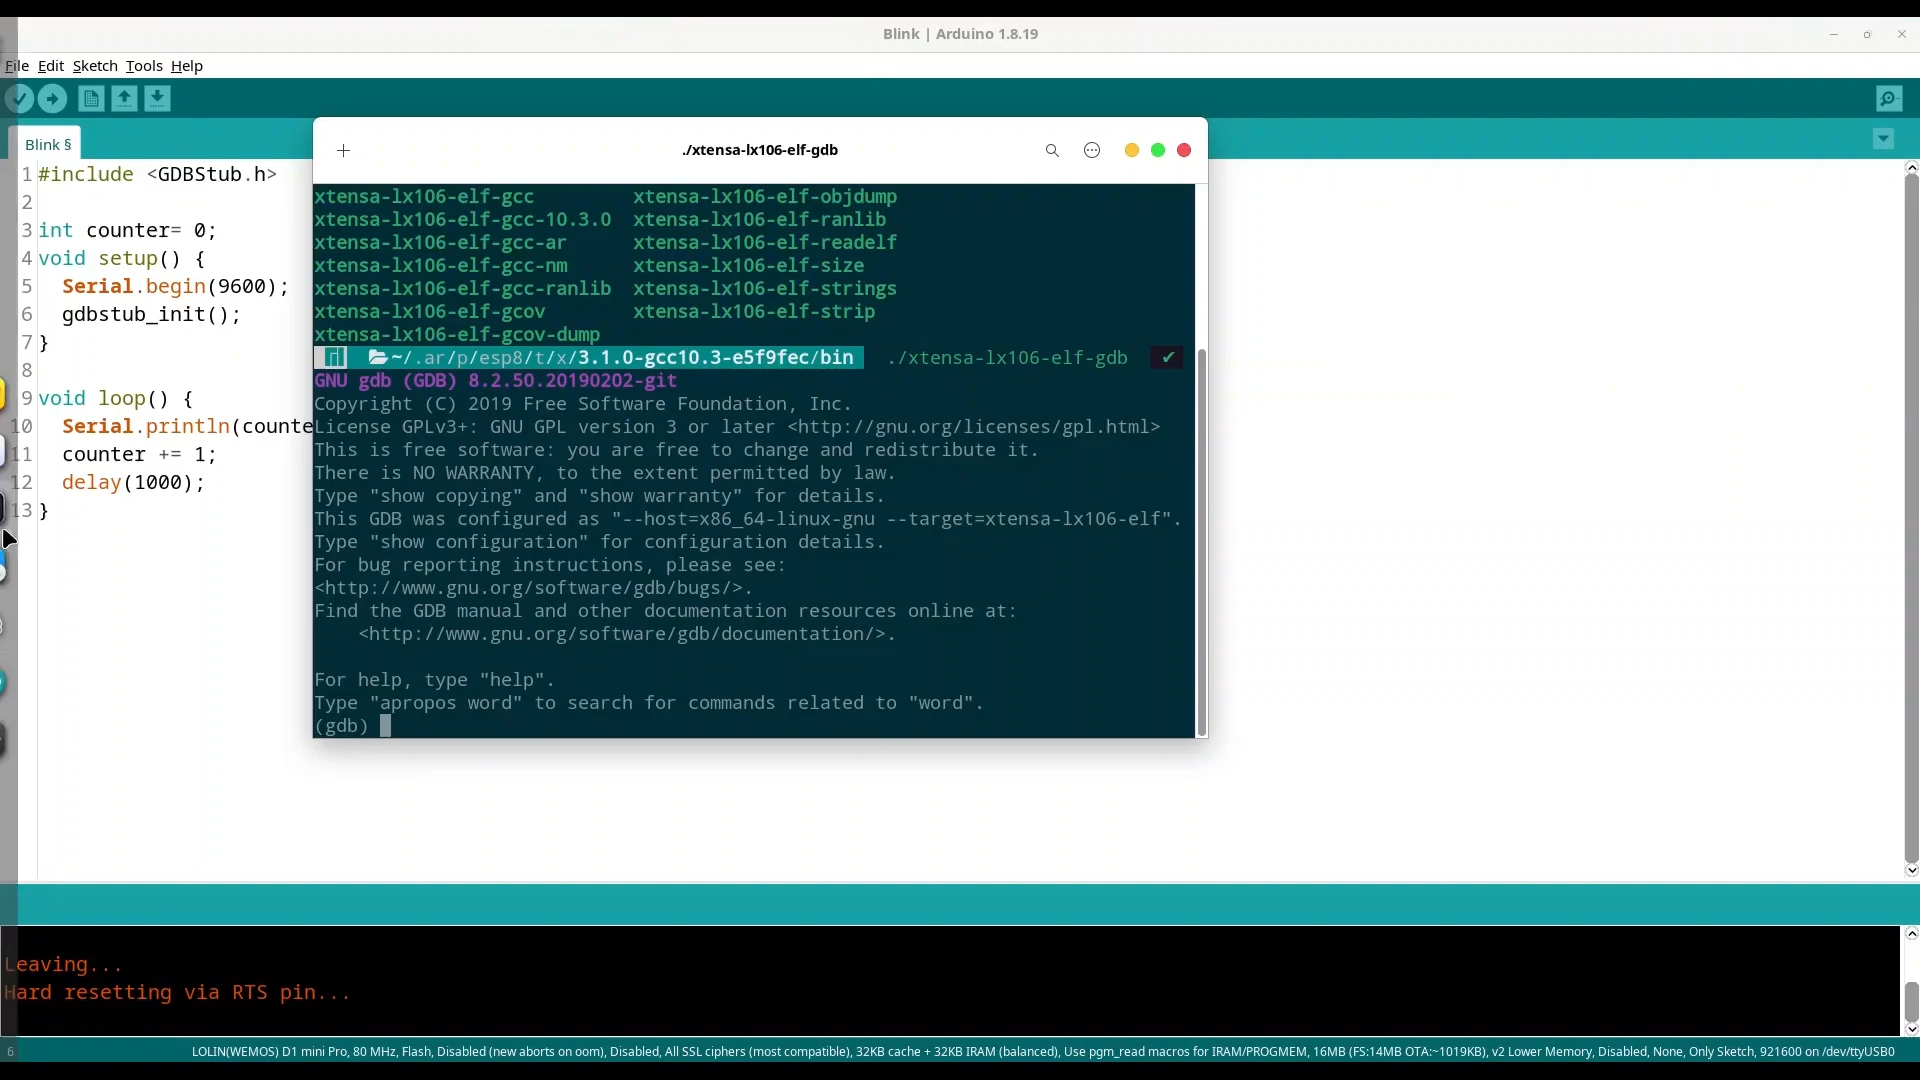 Blink | Arduino 1.8.19
File Edit Sketch Tools Help
Blink §
1 #include <GDBStub.h>
2
3 int counter= 0;
4 void setup() {
5 Serial.begin(9600);
6 gdbstub_init();
7 }
8
9 void loop() {
10 Serial.println(counte
11 counter += 1;
12 delay(1000);
13 }
./xtensa-lx106-elf-gdb
xtensa-lx106-elf-gcc xtensa-lx106-elf-objdump
xtensa-lx106-elf-gcc-10.3.0 xtensa-lx106-elf-ranlib
xtensa-lx106-elf-gcc-ar xtensa-lx106-elf-readelf
xtensa-lx106-elf-gcc-nm xtensa-lx106-elf-size
xtensa-lx106-elf-gcc-ranlib xtensa-lx106-elf-strings
xtensa-lx106-elf-gcov xtensa-lx106-elf-strip
xtensa-lx106-elf-gcov-dump
~/.ar/p/esp8/t/x/3.1.0-gcc10.3-e5f9fec/bin ./xtensa-lx106-elf-gdb ✔
GNU gdb (GDB) 8.2.50.20190202-git
Copyright (C) 2019 Free Software Foundation, Inc.
License GPLv3+: GNU GPL version 3 or later <http://gnu.org/licenses/gpl.html>
This is free software: you are free to change and redistribute it.
There is NO WARRANTY, to the extent permitted by law.
Type "show copying" and "show warranty" for details.
This GDB was configured as "--host=x86_64-linux-gnu --target=xtensa-lx106-elf".
Type "show configuration" for configuration details.
For bug reporting instructions, please see:
<http://www.gnu.org/software/gdb/bugs/>.
Find the GDB manual and other documentation resources online at:
<http://www.gnu.org/software/gdb/documentation/>.
For help, type "help".
Type "apropos word" to search for commands related to "word".
(gdb)
Leaving...
Hard resetting via RTS pin...
6 LOLIN(WEMOS) D1 mini Pro, 80 MHz, Flash, Disabled (new aborts on oom), Disabled, All SSL ciphers (most compatible), 32KB cache + 32KB IRAM (balanced), Use pgm_read macros for IRAM/PROGMEM, 16MB (FS:14MB OTA:~1019KB), v2 Lower Memory, Disabled, None, Only Sketch, 921600 on /dev/ttyUSB0